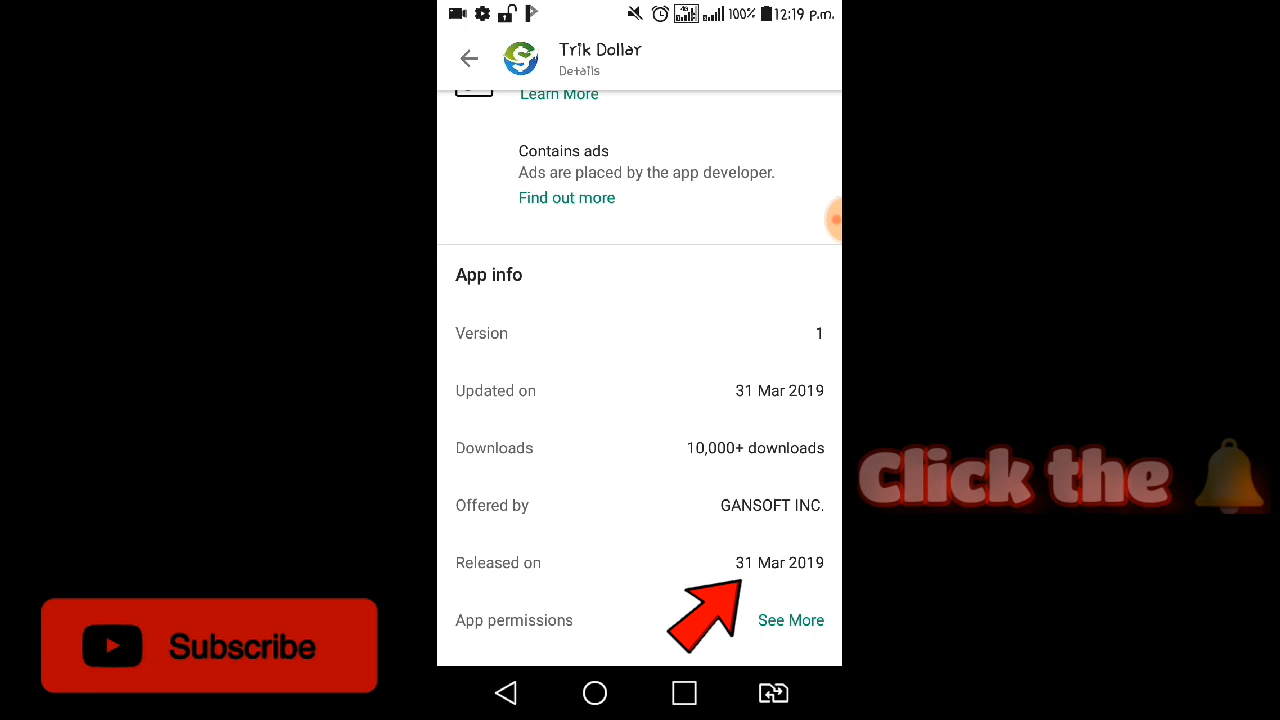 100% 12:19 p.m.
Trik Dollar
Details
Learn More
Contains ads
Ads are placed by the app developer.
Find out more
App info
Version 1
Updated on 31 Mar 2019
Downloads 10,000+ downloads
Offered by GANSOFT INC.
Released on 31 Mar 2019
App permissions See More
Click the
Subscribe